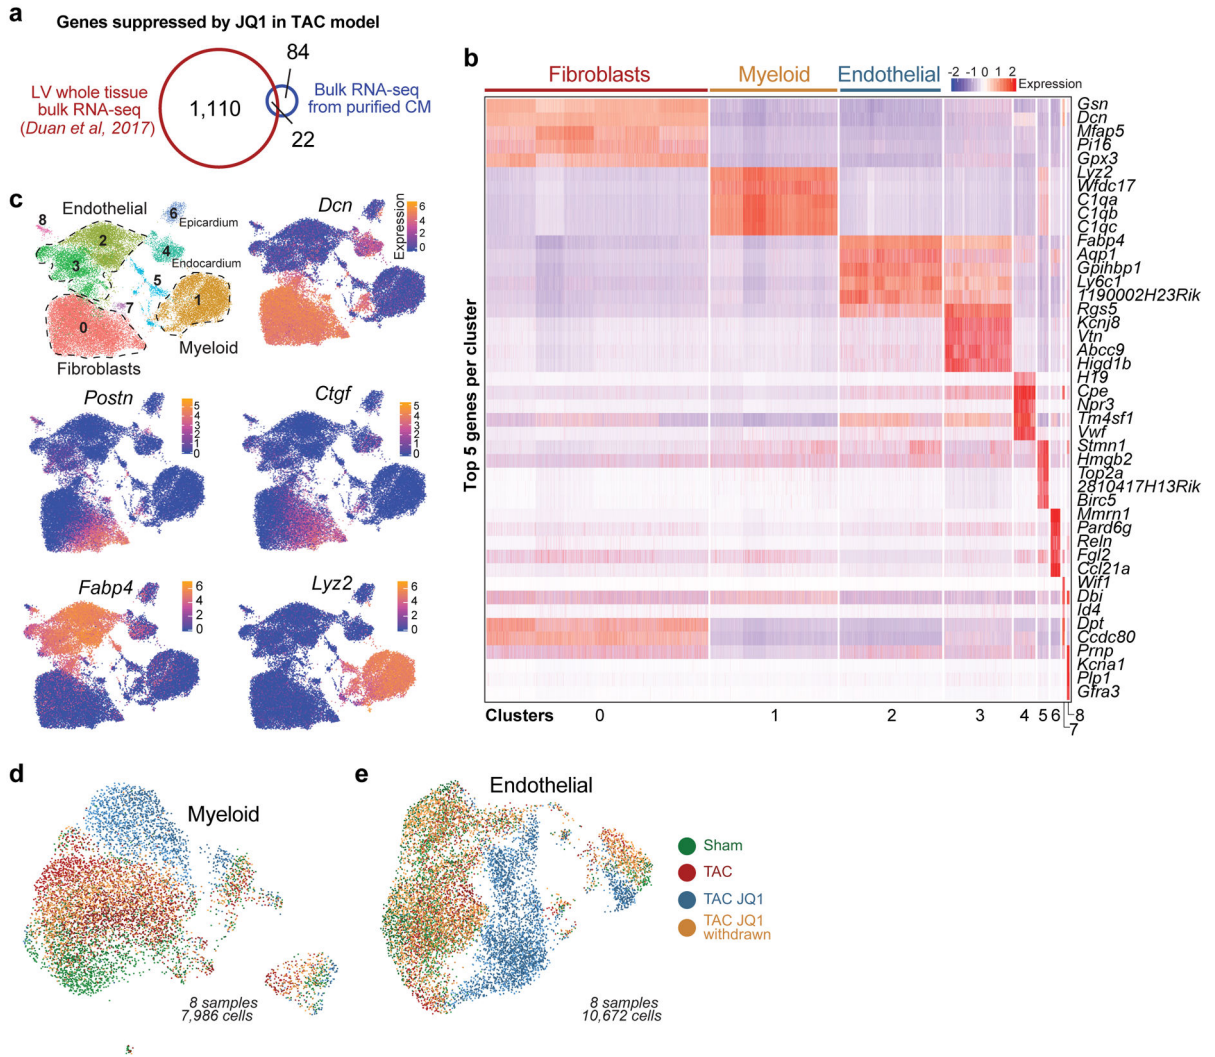 a
Genes suppressed by JQ1 in TAC model
84
LV whole tissue
bulk RNA-seq
(Duan et al, 2017)
1,110
Bulk RNA-seq
from purified CM
22
b
Fibroblasts
Myeloid
Endothelial
-2 -1 0 1 2
Expression
Top 5 genes per cluster
Gsn
Dcn
Mfap5
Pi16
Gpx3
Lyz2
Wfdc17
C1qa
C1qb
C1qc
Fabp4
Aqp1
Gpihbp1
Ly6c1
1190002H23Rik
Rgs5
Kcnj8
Vtn
Abcc9
Higd1b
H19
Cpe
Npr3
Tm4sf1
Vwf
Stmn1
Hmgb2
Top2a
2810417H13Rik
Birc5
Mmrn1
Pard6g
Reln
Fgl2
Ccl21a
Wif1
Dbi
Id4
Dpt
Ccdc80
Prnp
Kcna1
Plp1
Gfra3
Clusters 0 1 2 3 4 5 6 8
7
c
Endothelial
8
6
Epicardium
2
4
3
Endocardium
5
1
7
0
Myeloid
Fibroblasts
Dcn
Expression
6
4
2
0
Postn
5
4
3
2
1
0
Ctgf
5
4
3
2
1
0
Fabp4
6
4
2
0
Lyz2
6
4
2
0
d
Myeloid
8 samples
7,986 cells
e
Endothelial
8 samples
10,672 cells
Sham
TAC
TAC JQ1
TAC JQ1
withdrawn